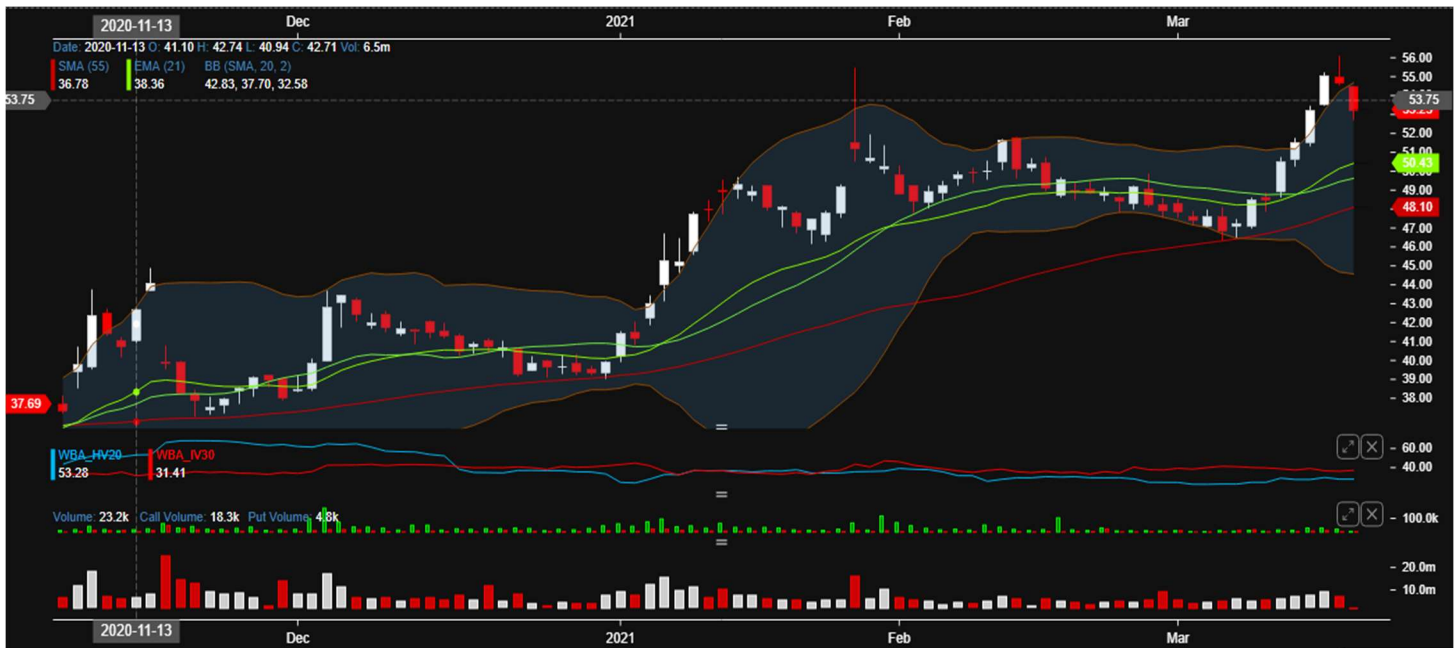 2020-11-13 Dec 2021 Feb Mar
Date: 2020-11-13 O: 41.10 H: 42.74 L: 40.94 C: 42.71 Vol: 6.5m
SMA (55) EMA (21) BB (SMA, 20, 2)
36.78 38.36 42.83, 37.70, 32.58
56.00
55.00
53.75 53.75
53.23
52.00
51.00
50.43
49.00
48.10
47.00
46.00
45.00
44.00
43.00
42.00
41.00
40.00
39.00
38.00
37.69
WBA_HV20 WBA_IV30
53.28 31.41
60.00
40.00
Volume: 23.2k Call Volume: 18.3k Put Volume: 4.8k
100.0k
20.0m
10.0m
2020-11-13 Dec 2021 Feb Mar